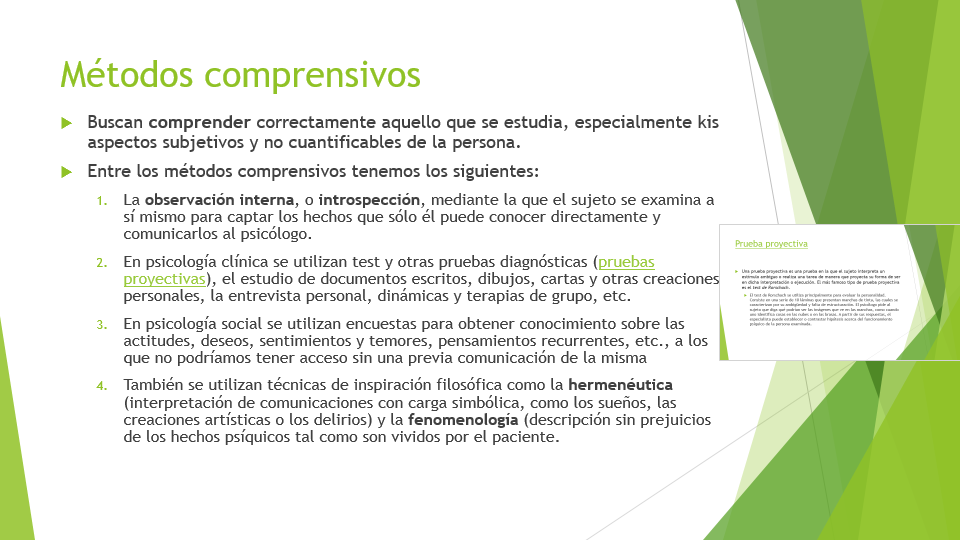 Métodos comprensivos
Buscan comprender correctamente aquello que se estudia, especialmente kis
aspectos subjetivos y no cuantificables de la persona.
Entre los métodos comprensivos tenemos los siguientes:
1. La observación interna, o introspección, mediante la que el sujeto se examina a
sí mismo para captar los hechos que sólo él puede conocer directamente y
comunicarlos al psicólogo.
2. En psicología clínica se utilizan test y otras pruebas diagnósticas (pruebas
proyectivas), el estudio de documentos escritos, dibujos, cartas y otras creaciones
personales, la entrevista personal, dinámicas y terapias de grupo, etc.
3. En psicología social se utilizan encuestas para obtener conocimiento sobre las
actitudes, deseos, sentimientos y temores, pensamientos recurrentes, etc., a los
que no podríamos tener acceso sin una previa comunicación de la misma
4. También se utilizan técnicas de inspiración filosófica como la hermenéutica
(interpretación de comunicaciones con carga simbólica, como los sueños, las
creaciones artísticas o los delirios) y la fenomenología (descripción sin prejuicios
de los hechos psíquicos tal como son vividos por el paciente.
Prueba proyectiva
Una prueba proyectiva es una prueba en la que el sujeto interpreta un
estímulo ambiguo o realiza una tarea de manera que proyecta su forma de ser
en dicha interpretación o ejecución. El más famoso tipo de prueba proyectiva
es el test de Rorschach.
El test de Rorschach se utiliza principalmente para evaluar la personalidad.
Consiste en una serie de 10 láminas que presentan manchas de tinta, las cuales se
caracterizan por su ambigüedad y falta de estructuración. El psicólogo pide al
sujeto que diga qué podrían ser las imágenes que ve en las manchas, como cuando
uno identifica cosas en las nubes o en las brasas. A partir de sus respuestas, el
especialista puede establecer o contrastar hipótesis acerca del funcionamiento
psíquico de la persona examinada.